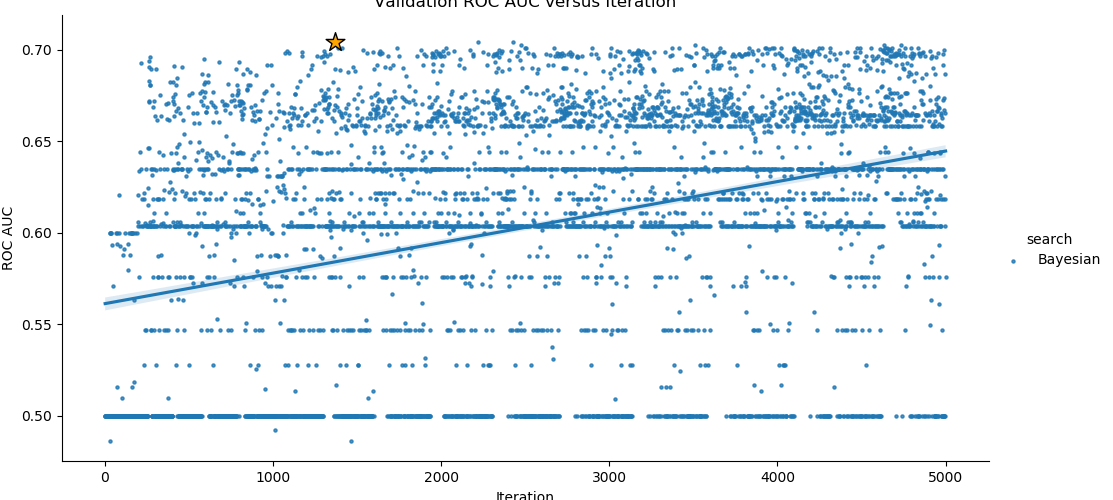 Validation ROC AUC versus Iteration
0.70
0.65
0.60
0.55
0.50
ROC AUC
0 1000 2000 3000 4000 5000
Iteration
search
Bayesian